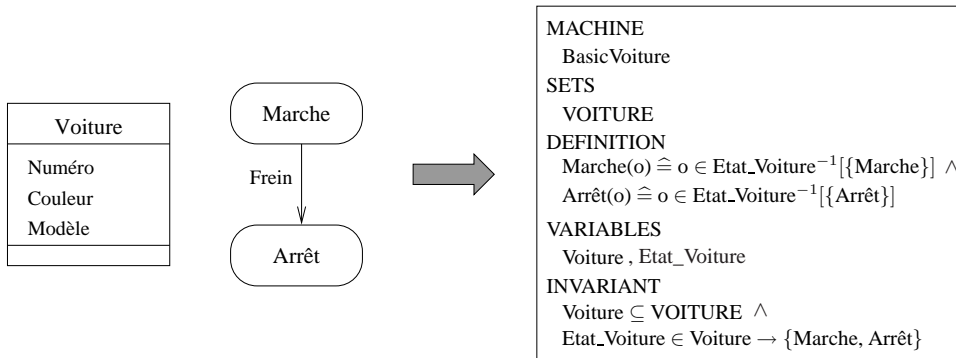 Voiture
Numéro
Couleur
Modèle
Marche
Frein
Arrêt
MACHINE
BasicVoiture
SETS
VOITURE
DEFINITION
Marche(o) ≙ o ∈ Etat_Voiture⁻¹[{Marche}] ∧
Arrêt(o) ≙ o ∈ Etat_Voiture⁻¹[{Arrêt}]
VARIABLES
Voiture , Etat_Voiture
INVARIANT
Voiture ⊆ VOITURE ∧
Etat_Voiture ∈ Voiture → {Marche, Arrêt}